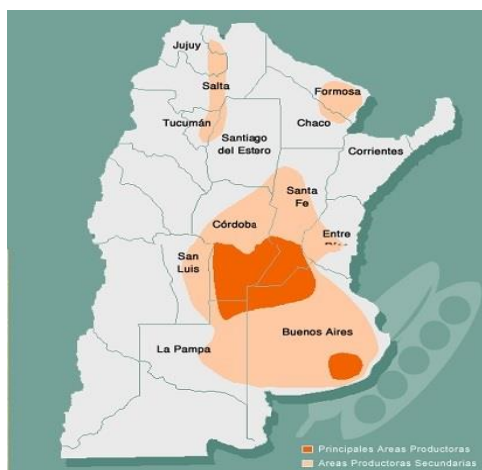 Jujuy
Salta
Formosa
Tucumán
Chaco
Santiago
del Estero
Corrientes
Santa
Fe
Córdoba
Entre
San
Luis
Buenos Aires
La Pampa
Principales Areas Productoras
Areas Productoras Secundarias